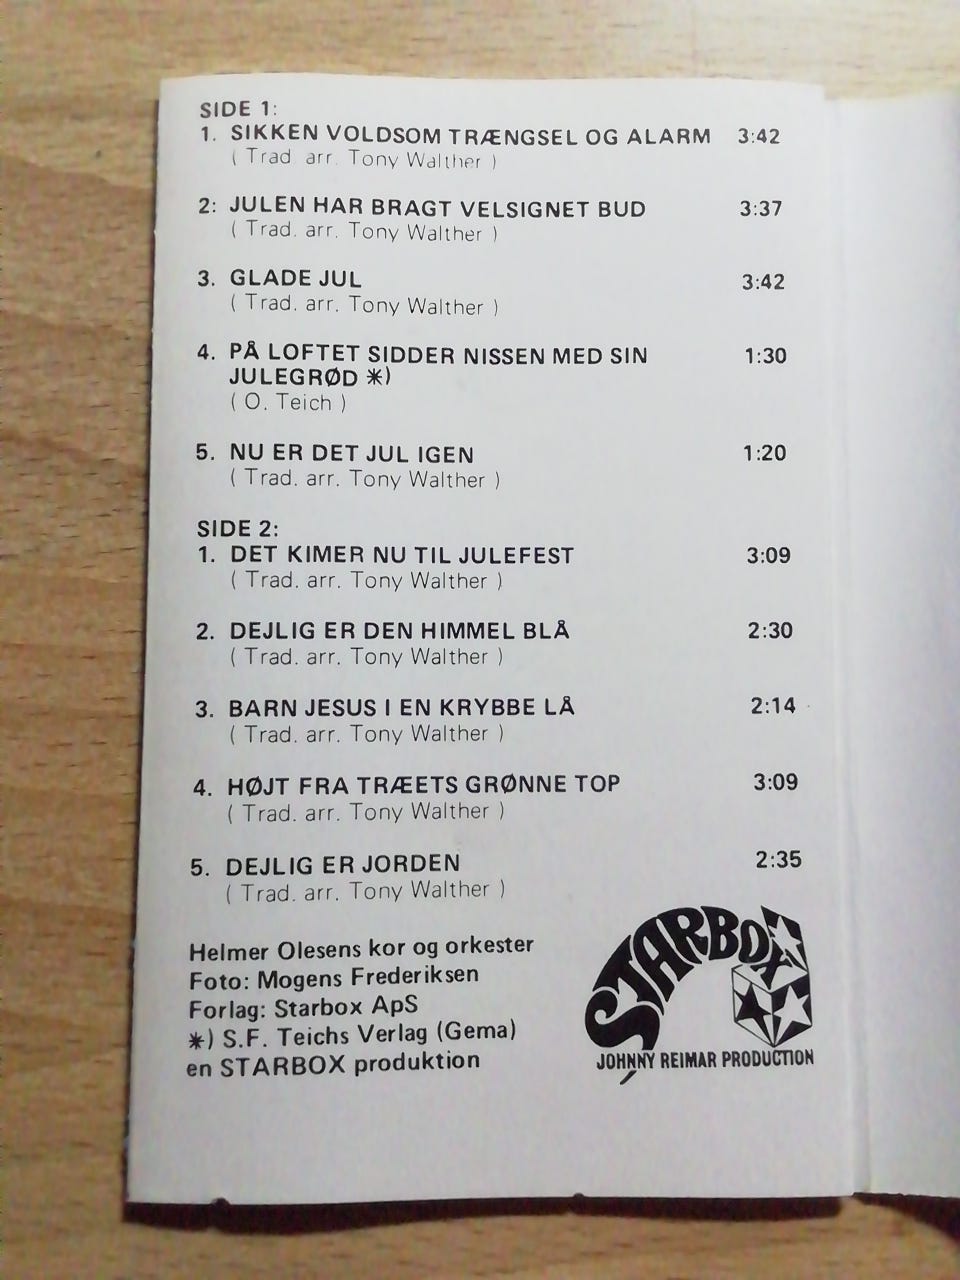 SIDE 1:
1. SIKKEN VOLDSOM TRÆNGSEL OG ALARM 3:42
( Trad. arr. Tony Walther )
2: JULEN HAR BRAGT VELSIGNET BUD 3:37
( Trad. arr. Tony Walther )
3. GLADE JUL 3:42
( Trad. arr. Tony Walther )
4. PÅ LOFTET SIDDER NISSEN MED SIN 1:30
JULEGRØD *)
( O. Teich )
5. NU ER DET JUL IGEN 1:20
( Trad. arr. Tony Walther )
SIDE 2:
1. DET KIMER NU TIL JULEFEST 3:09
( Trad. arr. Tony Walther )
2. DEJLIG ER DEN HIMMEL BLÅ 2:30
( Trad. arr. Tony Walther )
3. BARN JESUS I EN KRYBBE LÅ 2:14
( Trad. arr. Tony Walther )
4. HØJT FRA TRÆETS GRØNNE TOP 3:09
( Trad. arr. Tony Walther )
5. DEJLIG ER JORDEN 2:35
( Trad. arr. Tony Walther )
Helmer Olesens kor og orkester
Foto: Mogens Frederiksen
Forlag: Starbox ApS
*) S.F. Teichs Verlag (Gema)
en STARBOX produktion
STARBOX
JOHNNY REIMAR PRODUCTION